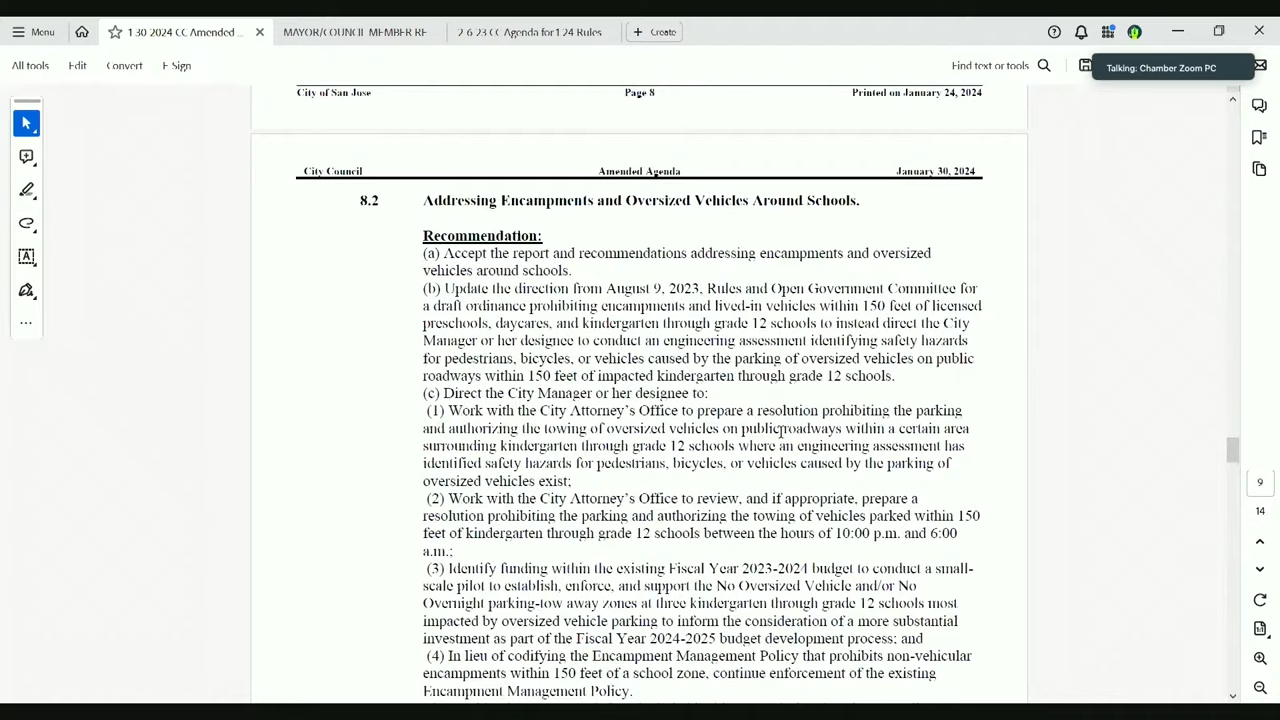 Menu
1 30 2024 CC Amended ...
MAYOR/COUNCIL MEMBER RE
2 6 23 CC Agenda for 1 24 Rules
Create
All tools
Edit
Convert
E-Sign
Find text or tools
Talking: Chamber Zoom PC
City of San Jose
Page 8
Printed on January 24, 2024
City Council
Amended Agenda
January 30, 2024
8.2 Addressing Encampments and Oversized Vehicles Around Schools.
Recommendation:
(a) Accept the report and recommendations addressing encampments and oversized
vehicles around schools.
(b) Update the direction from August 9, 2023, Rules and Open Government Committee for
a draft ordinance prohibiting encampments and lived-in vehicles within 150 feet of licensed
preschools, daycares, and kindergarten through grade 12 schools to instead direct the City
Manager or her designee to conduct an engineering assessment identifying safety hazards
for pedestrians, bicycles, or vehicles caused by the parking of oversized vehicles on public
roadways within 150 feet of impacted kindergarten through grade 12 schools.
(c) Direct the City Manager or her designee to:
(1) Work with the City Attorney's Office to prepare a resolution prohibiting the parking
and authorizing the towing of oversized vehicles on public roadways within a certain area
surrounding kindergarten through grade 12 schools where an engineering assessment has
identified safety hazards for pedestrians, bicycles, or vehicles caused by the parking of
oversized vehicles exist;
(2) Work with the City Attorney's Office to review, and if appropriate, prepare a
resolution prohibiting the parking and authorizing the towing of vehicles parked within 150
feet of kindergarten through grade 12 schools between the hours of 10:00 p.m. and 6:00
a.m.;
(3) Identify funding within the existing Fiscal Year 2023-2024 budget to conduct a small-
scale pilot to establish, enforce, and support the No Oversized Vehicle and/or No
Overnight parking-tow away zones at three kindergarten through grade 12 schools most
impacted by oversized vehicle parking to inform the consideration of a more substantial
investment as part of the Fiscal Year 2024-2025 budget development process; and
(4) In lieu of codifying the Encampment Management Policy that prohibits non-vehicular
encampments within 150 feet of a school zone, continue enforcement of the existing
Encampment Management Policy.
9
14